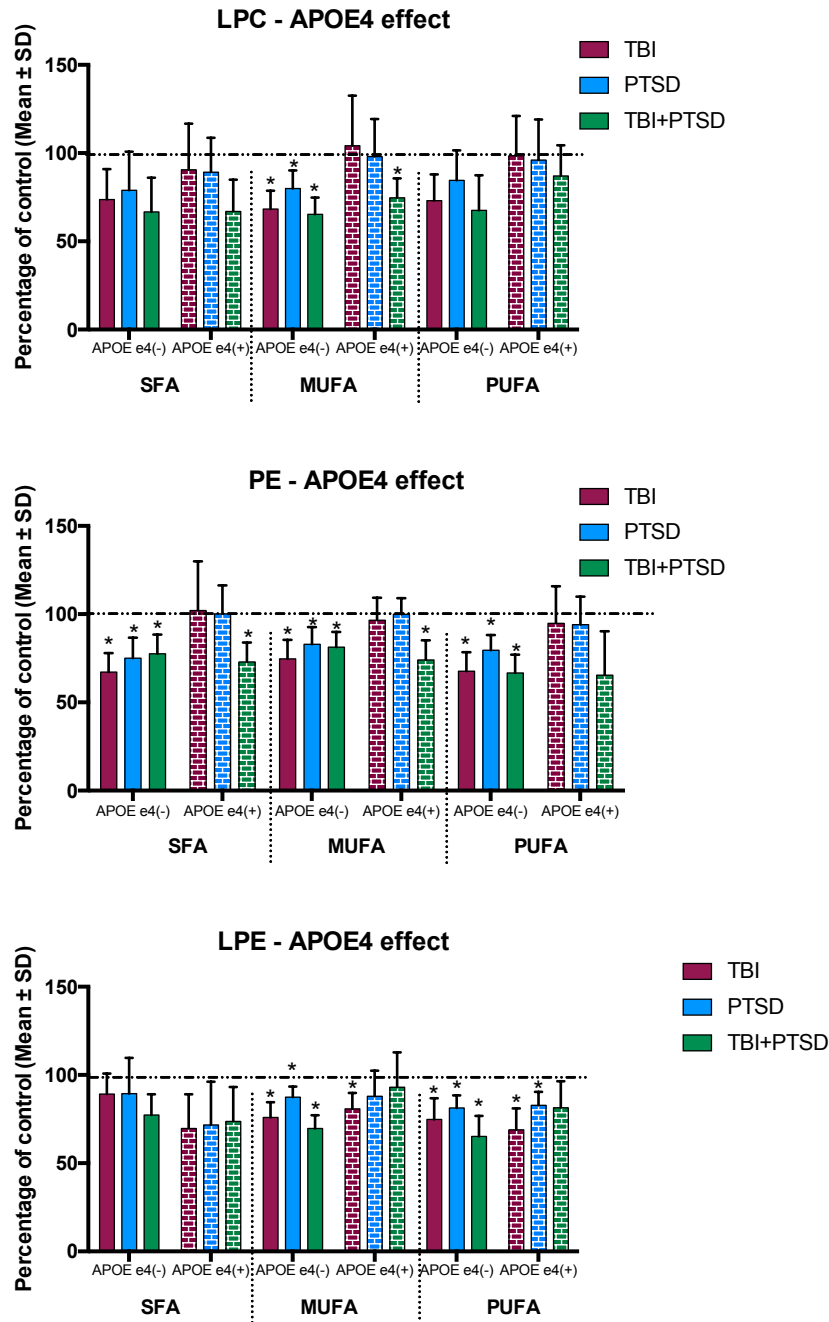 LPC - APOE4 effect
TBI
PTSD
TBI+PTSD
Percentage of control (Mean ± SD)
150
100
50
0
* * * *
APOE e4(-) APOE e4(+) APOE e4(-) APOE e4(+) APOE e4(-) APOE e4(+)
SFA MUFA PUFA
PE - APOE4 effect
TBI
PTSD
TBI+PTSD
Percentage of control (Mean ± SD)
150
100
50
0
* * * * * * * * * * *
APOE e4(-) APOE e4(+) APOE e4(-) APOE e4(+) APOE e4(-) APOE e4(+)
SFA MUFA PUFA
LPE - APOE4 effect
TBI
PTSD
TBI+PTSD
Percentage of control (Mean ± SD)
150
100
50
0
* * * * * * * * *
APOE e4(-) APOE e4(+) APOE e4(-) APOE e4(+) APOE e4(-) APOE e4(+)
SFA MUFA PUFA